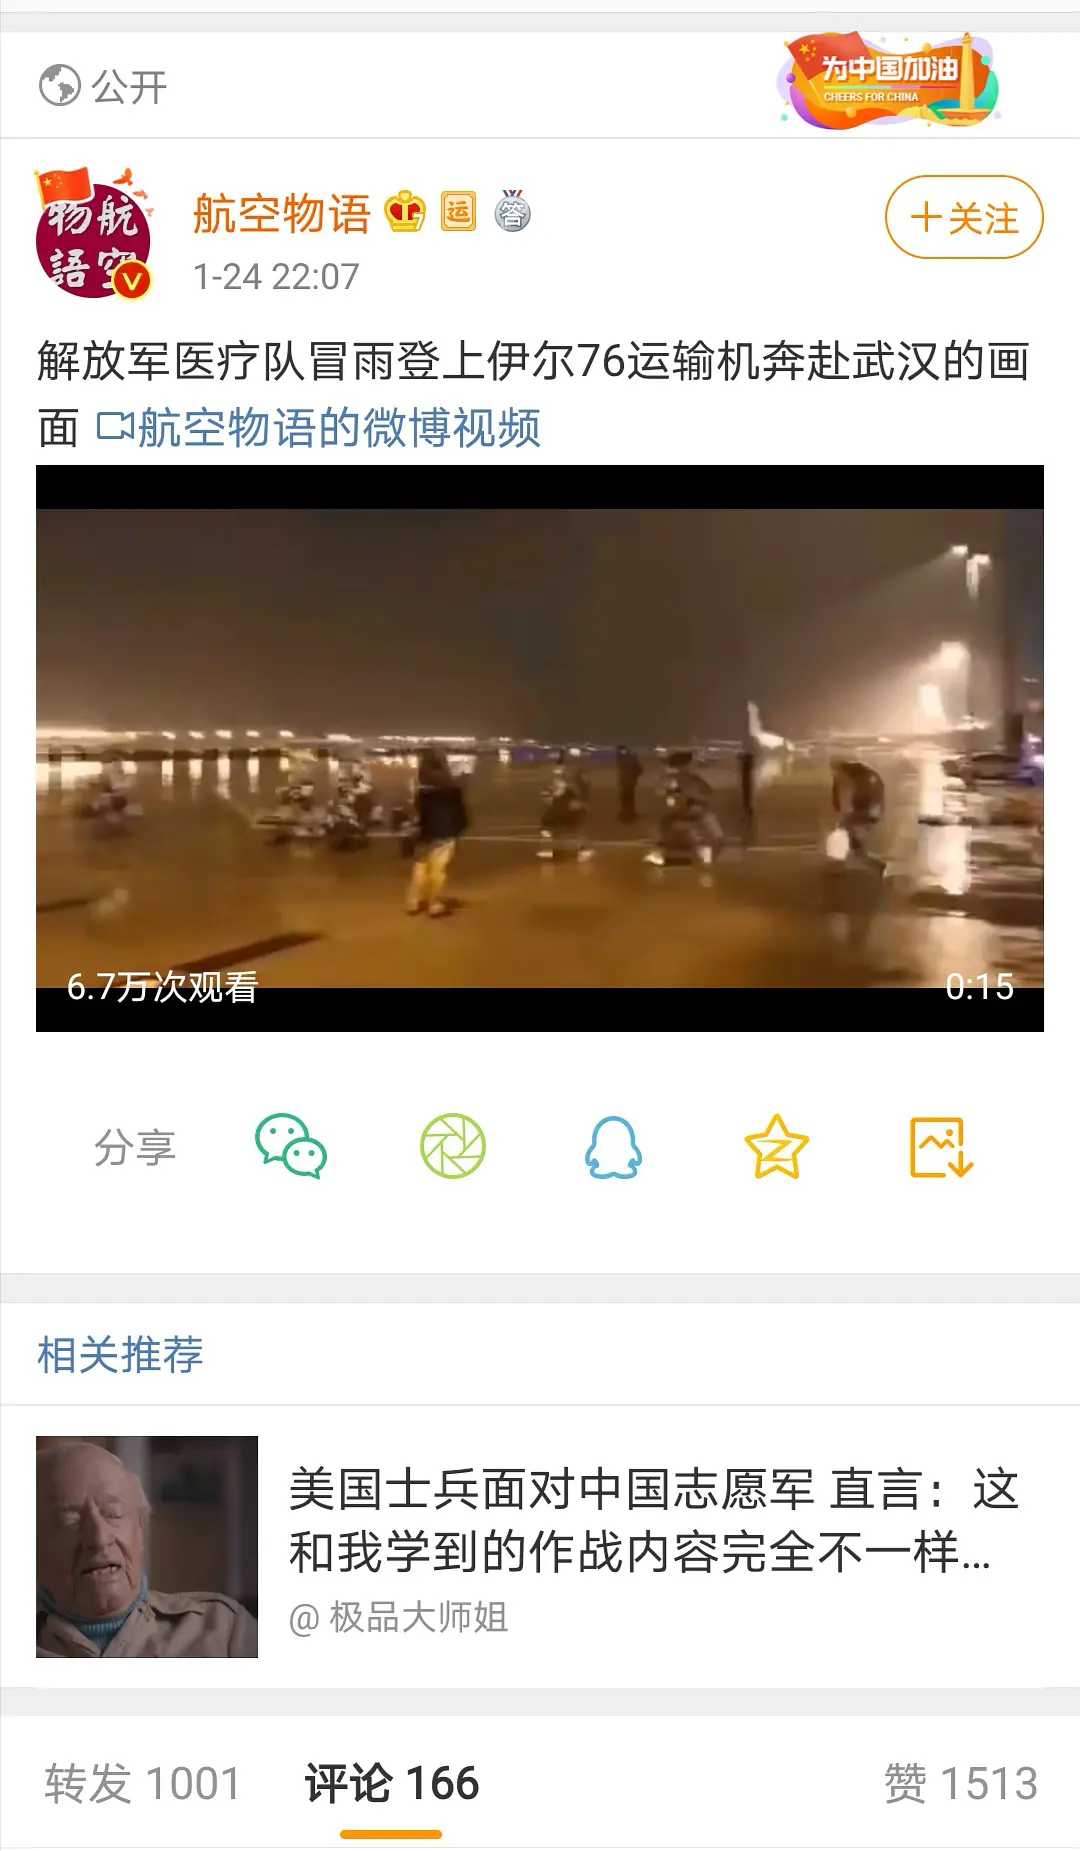 公开
为中国加油
CHEERS FOR CHINA
物航
語空
航空物语
运
答
＋关注
1-24 22:07
解放军医疗队冒雨登上伊尔76运输机奔赴武汉的画
面 航空物语的微博视频
6.7万次观看
0:15
分享
相关推荐
美国士兵面对中国志愿军 直言：这
和我学到的作战内容完全不一样...
@ 极品大师姐
转发 1001
评论 166
赞 1513